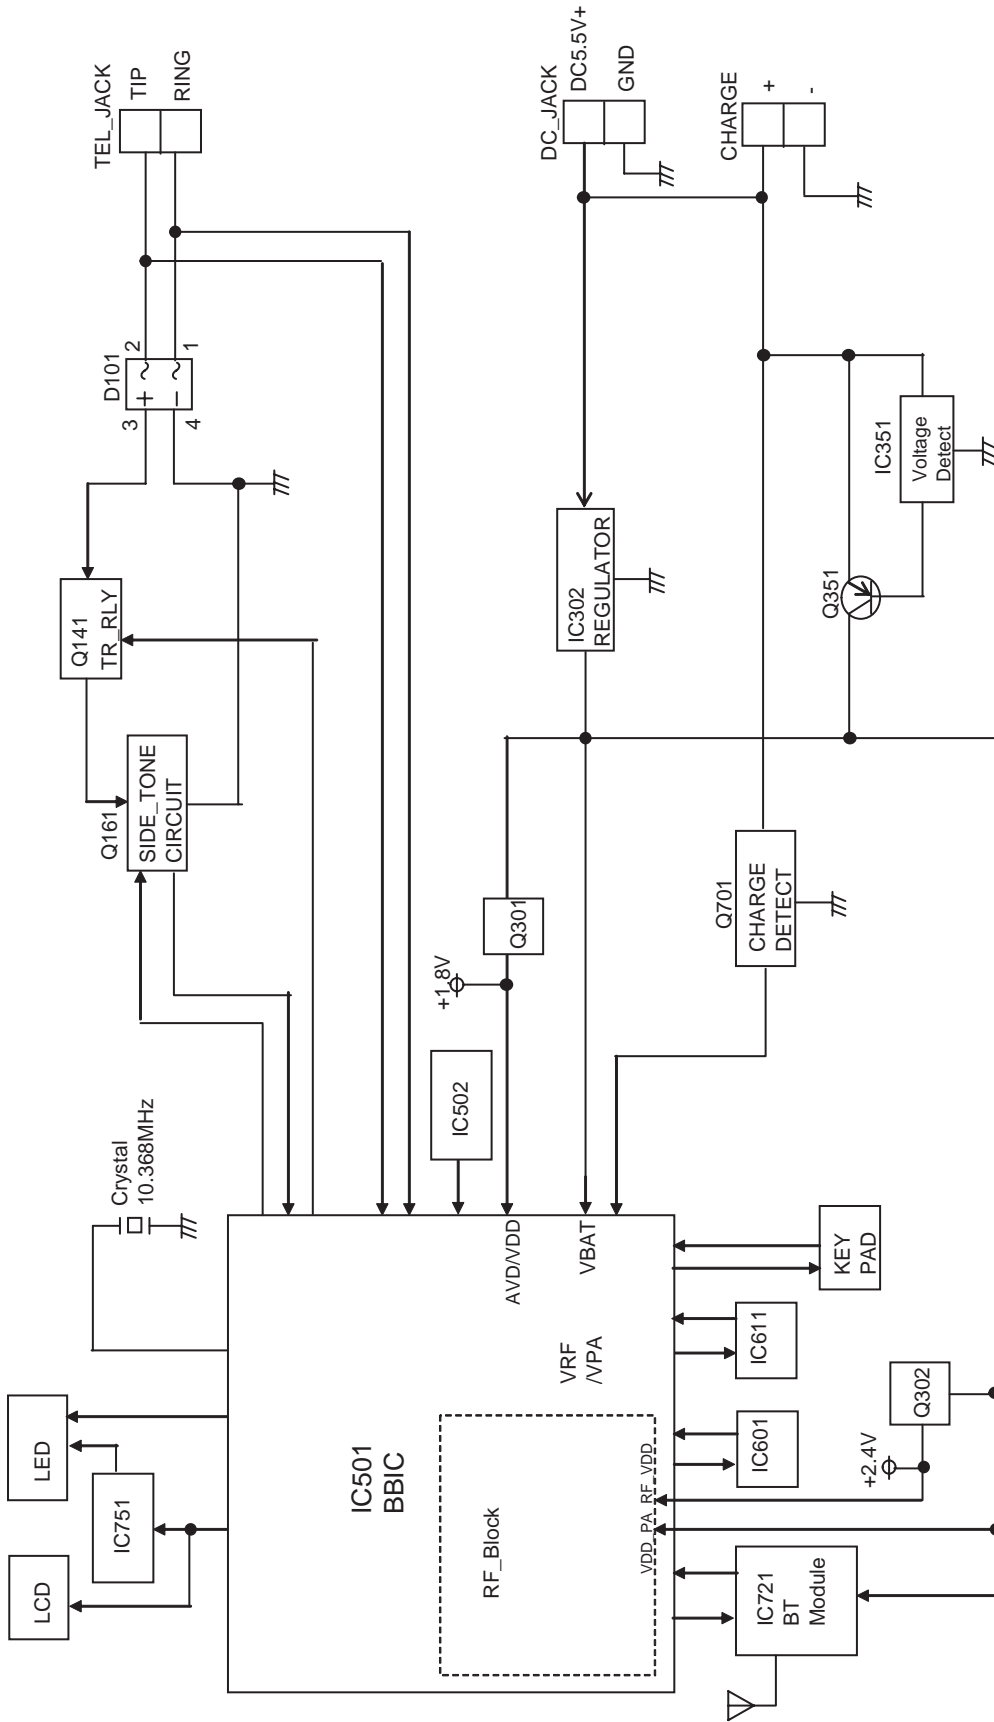 TEL_JACK
TIP
RING
D101
2
1
3
4
Q141
TR_RLY
Q161
SIDE_TONE
CIRCUIT
DC_JACK
DC5.5V+
GND
CHARGE
+
-
IC302
REGULATOR
IC351
Voltage
Detect
Q351
Q301
+1.8V
Q701
CHARGE
DETECT
IC502
Crystal
10.368MHz
AVD/VDD
VBAT
VRF
/VPA
IC501
BBIC
RF_Block
VDD_PA_RF_VDD
LED
IC751
LCD
KEY
PAD
IC611
IC601
Q302
+2.4V
IC721
BT
Module